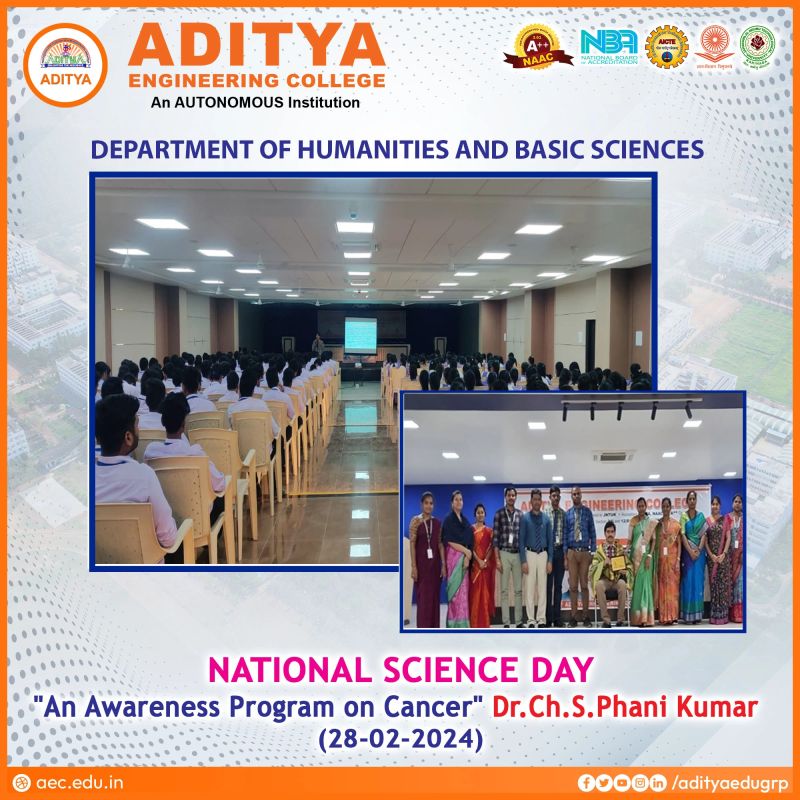 ADITYA
ADITYA
ENGINEERING COLLEGE
An AUTONOMOUS Institution
A++
NAAC
NBA
NATIONAL BOARD
OF ACCREDITATION
AICTE
DEPARTMENT OF HUMANITIES AND BASIC SCIENCES
NATIONAL SCIENCE DAY
"An Awareness Program on Cancer" Dr.Ch.S.Phani Kumar
(28-02-2024)
aec.edu.in
/adityaedugrp